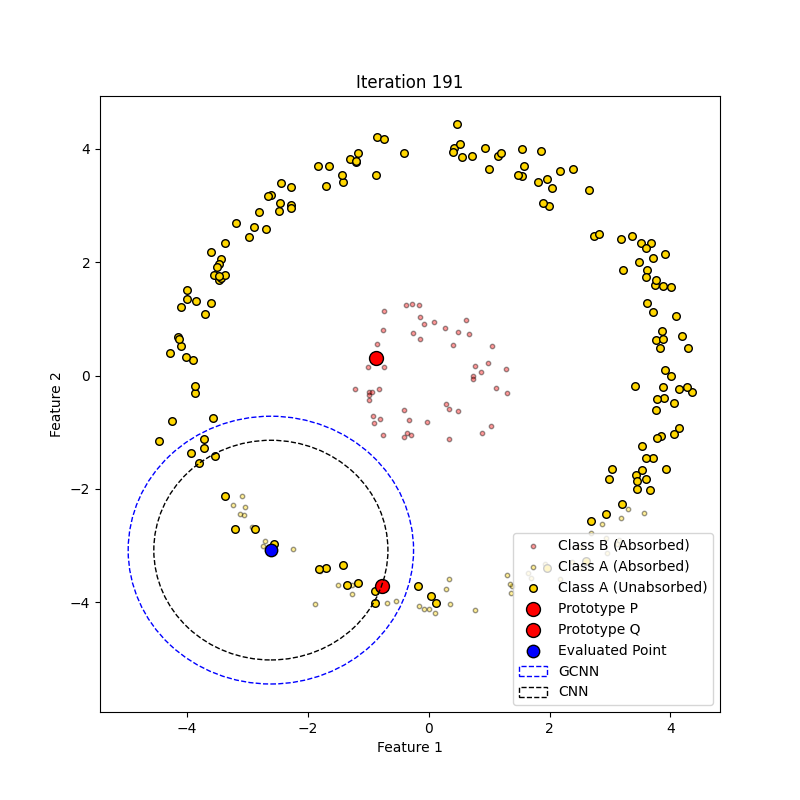 Iteration 191
Feature 2
4
2
0
−2
−4
Class B (Absorbed)
Class A (Absorbed)
Class A (Unabsorbed)
Prototype P
Prototype Q
Evaluated Point
GCNN
CNN
−4 −2 0 2 4
Feature 1